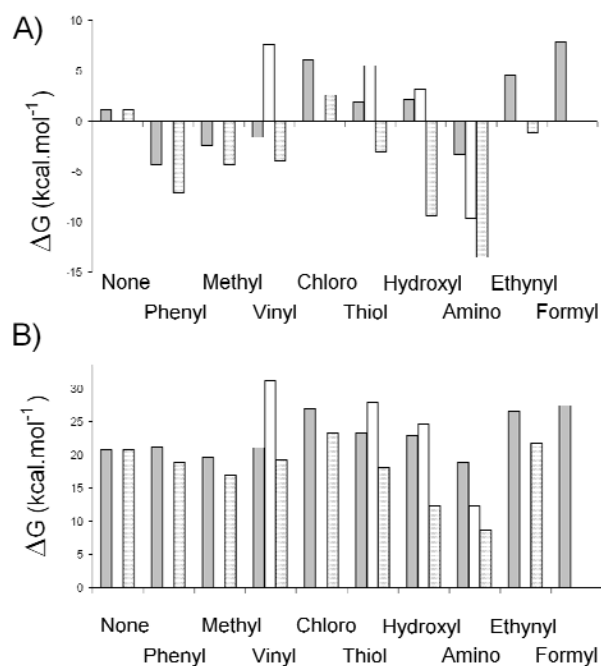 A)
10
5
0
-5
-10
-15
ΔG (kcal.mol⁻¹)
None Methyl Chloro Hydroxyl Ethynyl
Phenyl Vinyl Thiol Amino Formyl
B)
30
25
20
15
10
5
0
ΔG (kcal.mol⁻¹)
None Methyl Chloro Hydroxyl Ethynyl
Phenyl Vinyl Thiol Amino Formyl